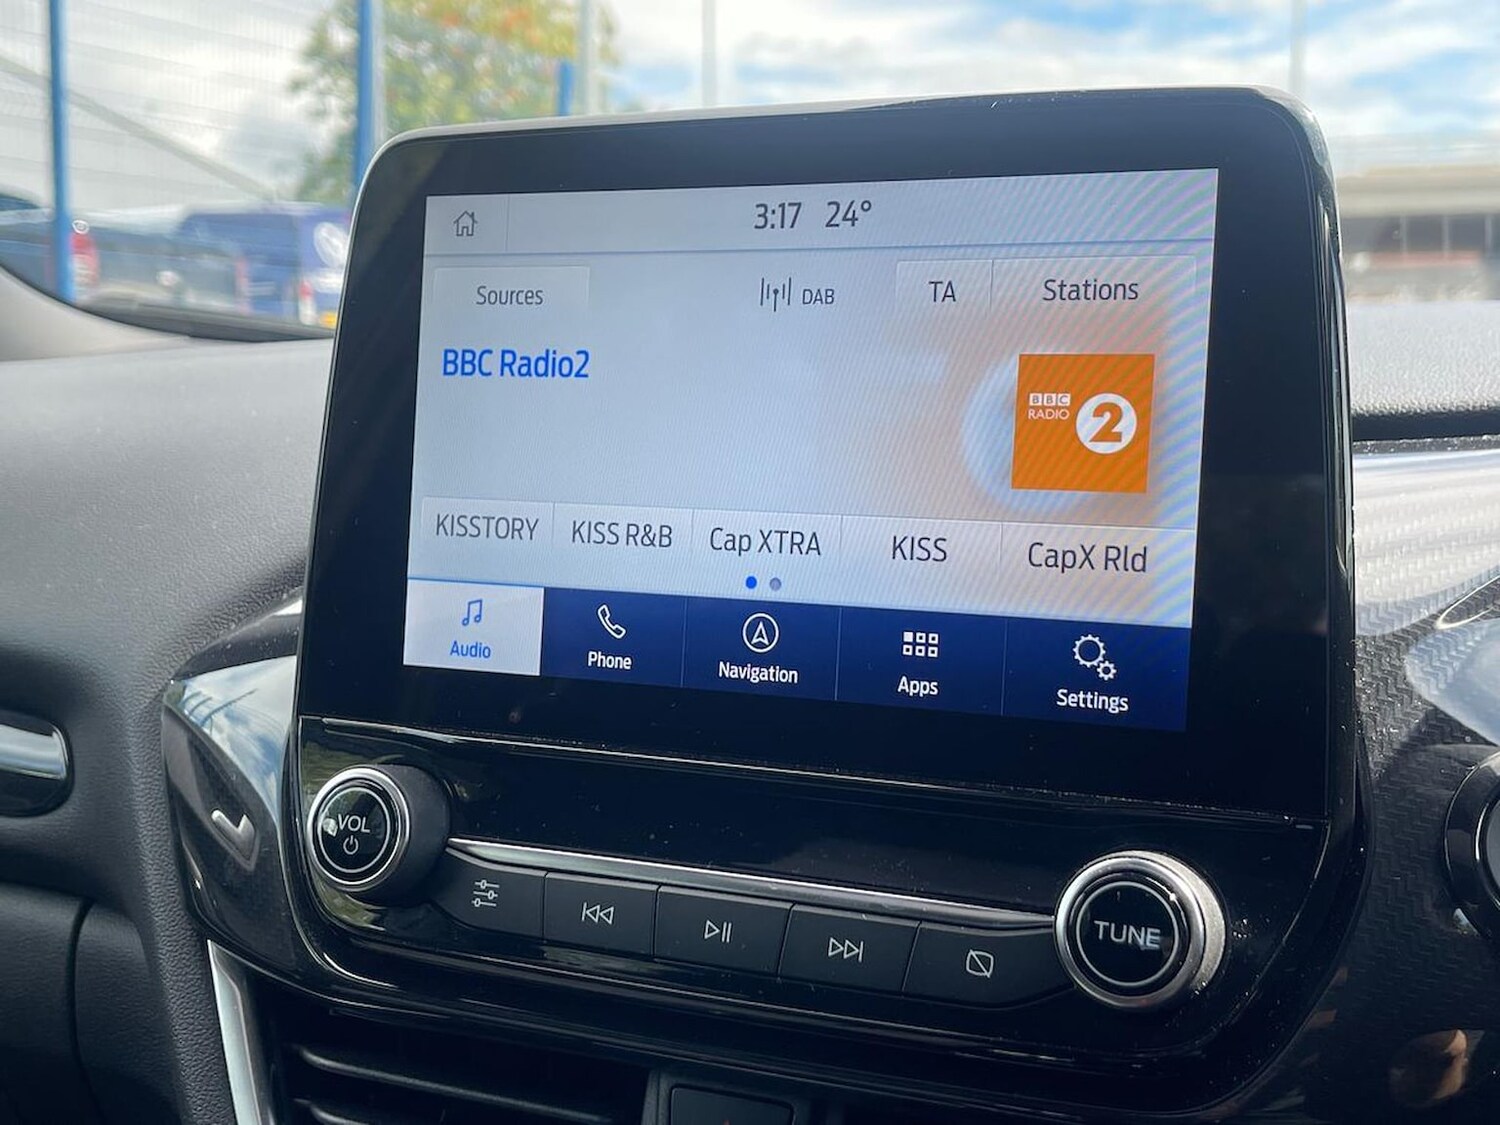 3:17 24°
Sources DAB TA Stations
BBC Radio2
BBC
RADIO 2
KISSTORY KISS R&B Cap XTRA KISS CapX Rld
Audio Phone Navigation Apps Settings
VOL
TUNE